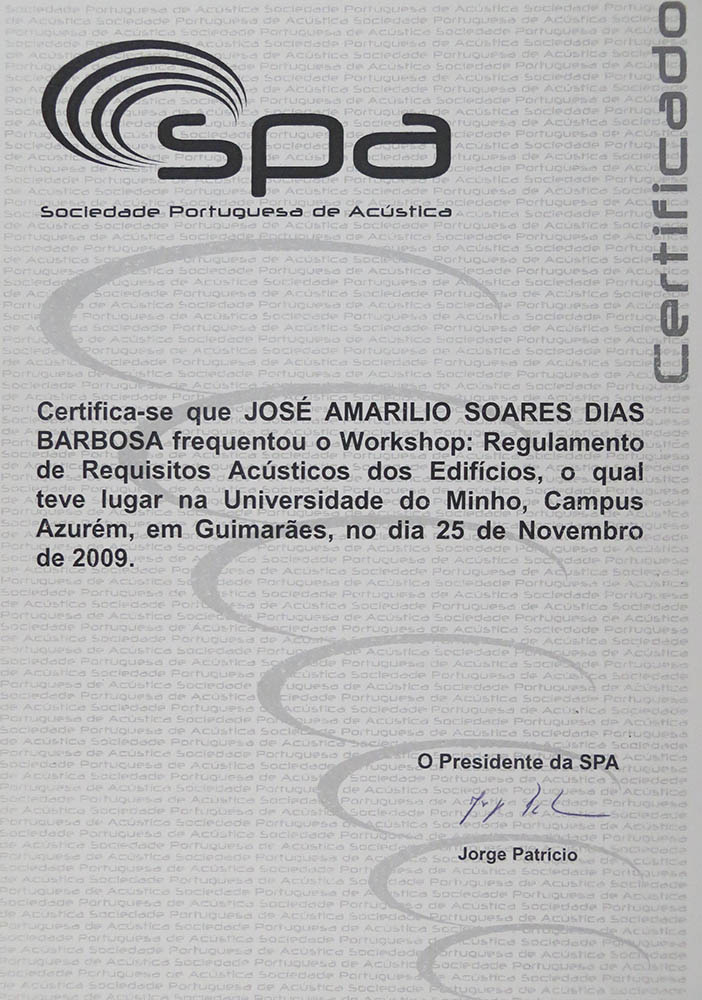 spa
Sociedade Portuguesa de Acústica
Certificado
Certifica-se que JOSÉ AMARILIO SOARES DIAS
BARBOSA frequentou o Workshop: Regulamento
de Requisitos Acústicos dos Edifícios, o qual
teve lugar na Universidade do Minho, Campus
Azurém, em Guimarães, no dia 25 de Novembro
de 2009.
O Presidente da SPA
Jorge Patrício